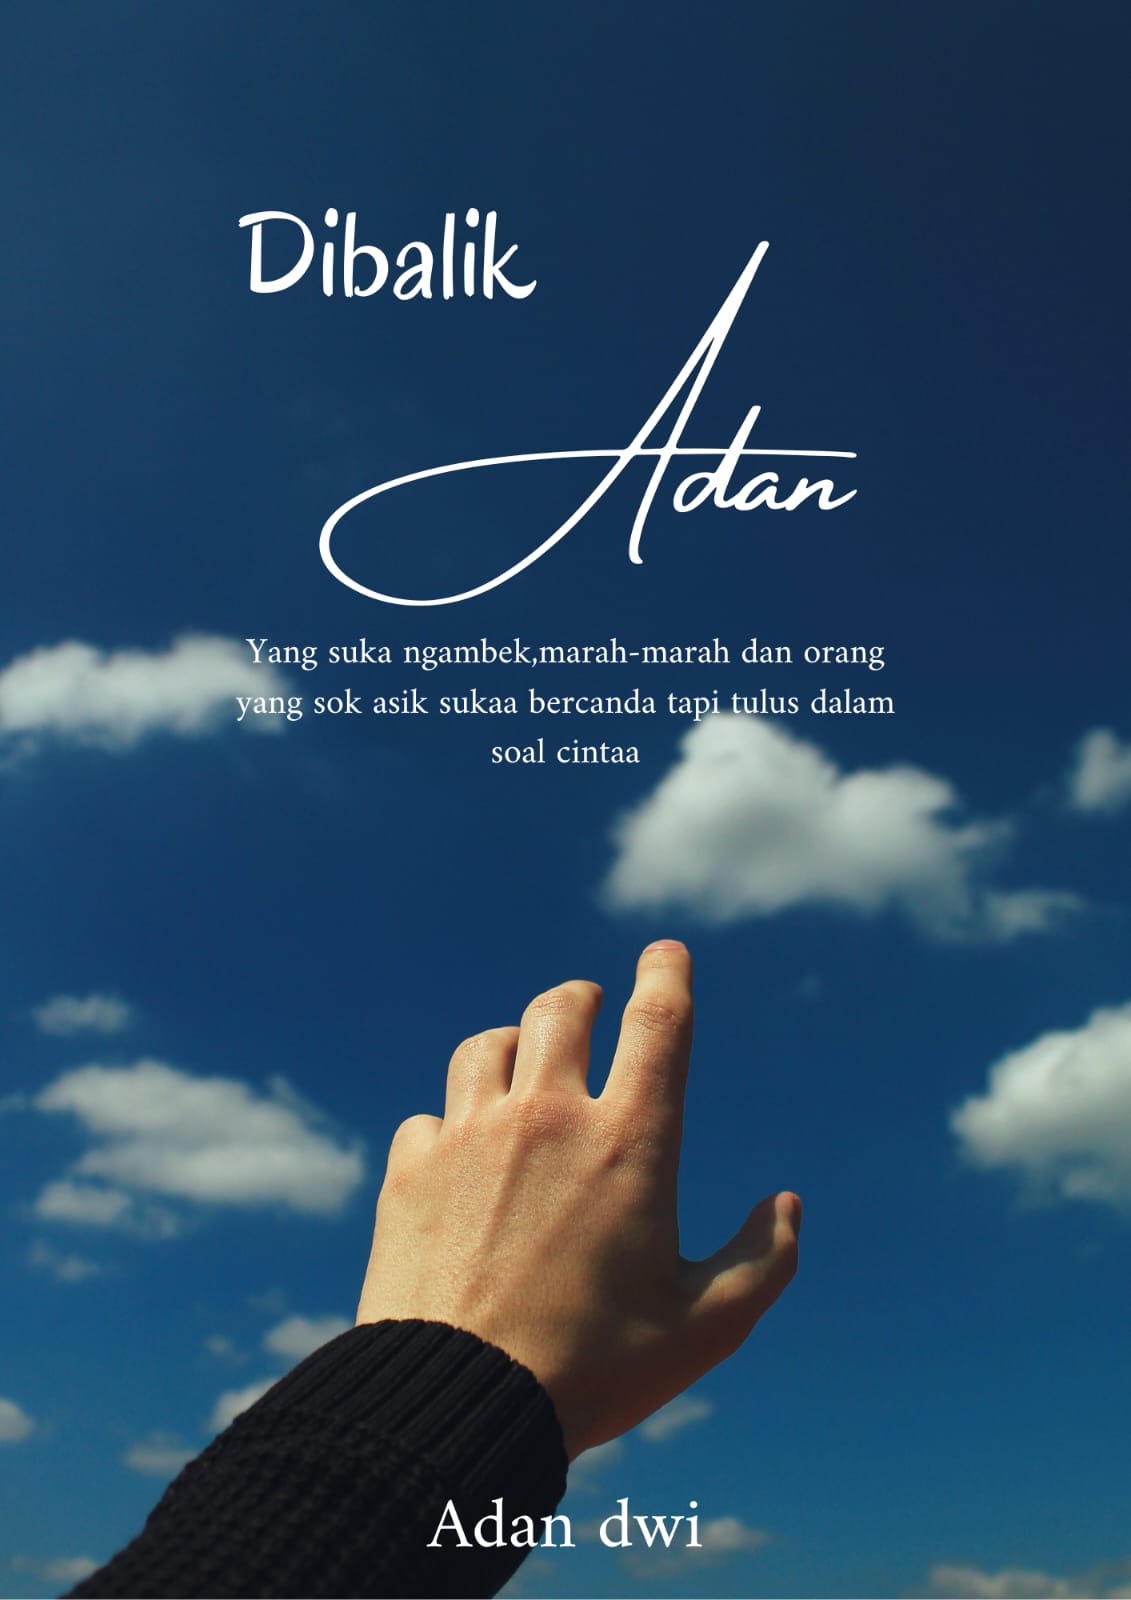 Dibalik
Adan
Yang suka ngambek,marah-marah dan orang
yang sok asik sukaa bercanda tapi tulus dalam
soal cintaa
Adan dwi